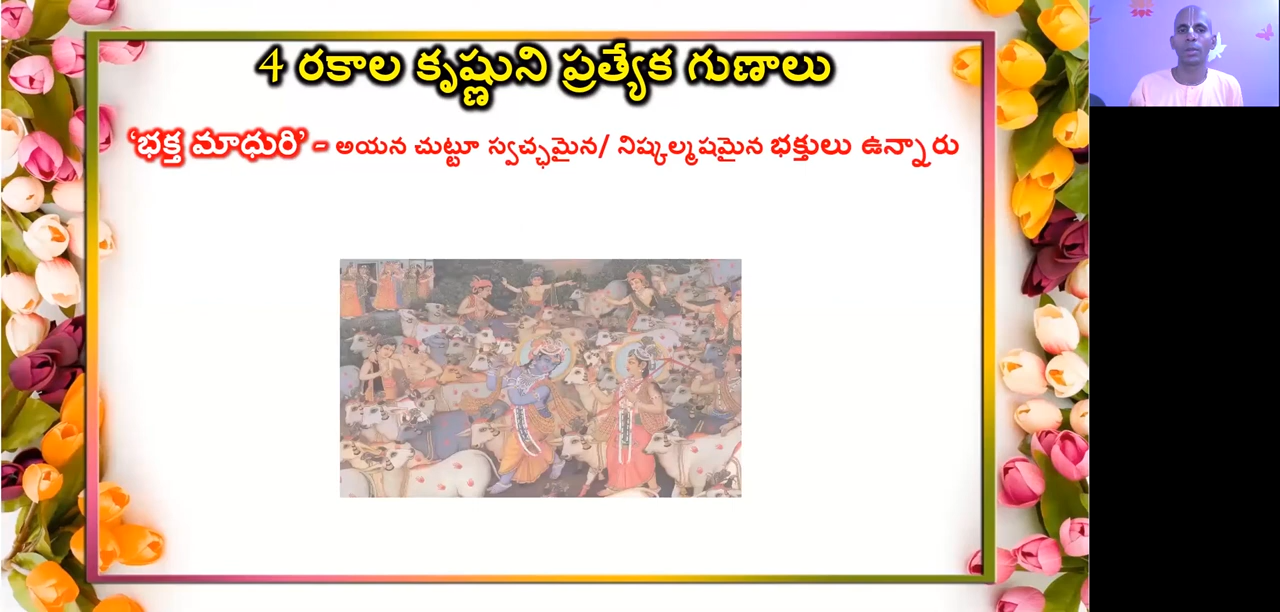 4 రకాల కృష్ణుని ప్రత్యేక గుణాలు
‘భక్త మాధురి’ - అయన చుట్టూ స్వచ్ఛమైన/ నిష్కల్మషమైన భక్తులు ఉన్నారు